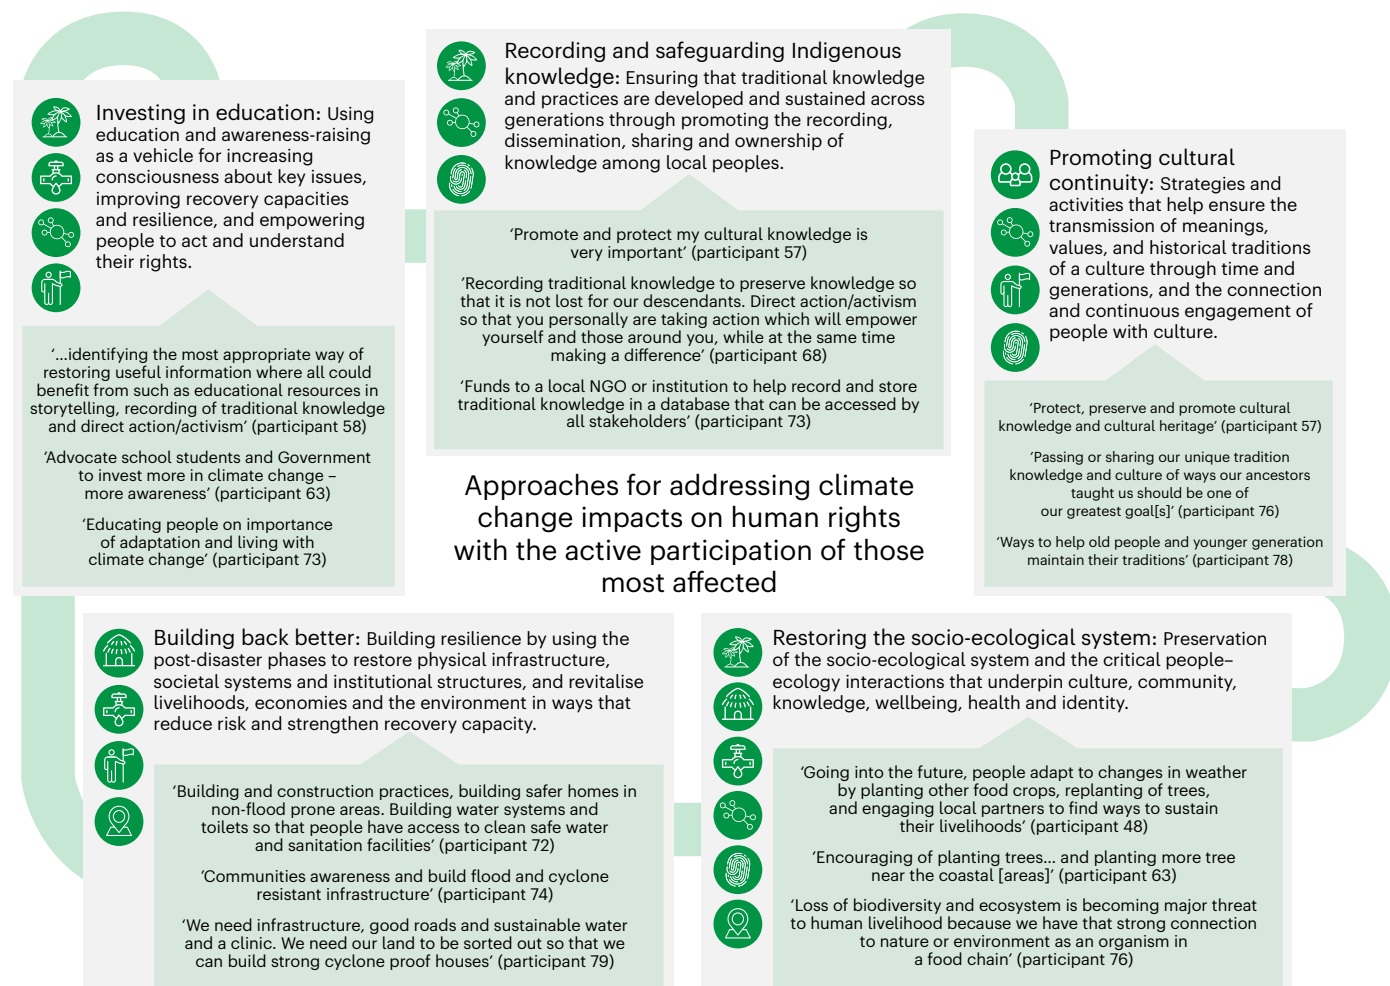 Investing in education: Using
education and awareness-raising
as a vehicle for increasing
consciousness about key issues,
improving recovery capacities
and resilience, and empowering
people to act and understand
their rights.
‘...identifying the most appropriate way of
restoring useful information where all could
benefit from such as educational resources in
storytelling, recording of traditional knowledge
and direct action/activism’ (participant 58)
‘Advocate school students and Government
to invest more in climate change –
more awareness’ (participant 63)
‘Educating people on importance
of adaptation and living with
climate change’ (participant 73)
Recording and safeguarding Indigenous
knowledge: Ensuring that traditional knowledge
and practices are developed and sustained across
generations through promoting the recording,
dissemination, sharing and ownership of
knowledge among local peoples.
‘Promote and protect my cultural knowledge is
very important’ (participant 57)
‘Recording traditional knowledge to preserve knowledge so
that it is not lost for our descendants. Direct action/activism
so that you personally are taking action which will empower
yourself and those around you, while at the same time
making a difference’ (participant 68)
‘Funds to a local NGO or institution to help record and store
traditional knowledge in a database that can be accessed by
all stakeholders’ (participant 73)
Promoting cultural
continuity: Strategies and
activities that help ensure the
transmission of meanings,
values, and historical traditions
of a culture through time and
generations, and the connection
and continuous engagement of
people with culture.
‘Protect, preserve and promote cultural
knowledge and cultural heritage’ (participant 57)
‘Passing or sharing our unique tradition
knowledge and culture of ways our ancestors
taught us should be one of
our greatest goal[s]’ (participant 76)
‘Ways to help old people and younger generation
maintain their traditions’ (participant 78)
Approaches for addressing climate
change impacts on human rights
with the active participation of those
most affected
Building back better: Building resilience by using the
post-disaster phases to restore physical infrastructure,
societal systems and institutional structures, and revitalise
livelihoods, economies and the environment in ways that
reduce risk and strengthen recovery capacity.
‘Building and construction practices, building safer homes in
non-flood prone areas. Building water systems and
toilets so that people have access to clean safe water
and sanitation facilities’ (participant 72)
‘Communities awareness and build flood and cyclone
resistant infrastructure’ (participant 74)
‘We need infrastructure, good roads and sustainable water
and a clinic. We need our land to be sorted out so that we
can build strong cyclone proof houses’ (participant 79)
Restoring the socio-ecological system: Preservation
of the socio-ecological system and the critical people–
ecology interactions that underpin culture, community,
knowledge, wellbeing, health and identity.
‘Going into the future, people adapt to changes in weather
by planting other food crops, replanting of trees,
and engaging local partners to find ways to sustain
their livelihoods’ (participant 48)
‘Encouraging of planting trees... and planting more tree
near the coastal [areas]’ (participant 63)
‘Loss of biodiversity and ecosystem is becoming major threat
to human livelihood because we have that strong connection
to nature or environment as an organism in
a food chain’ (participant 76)